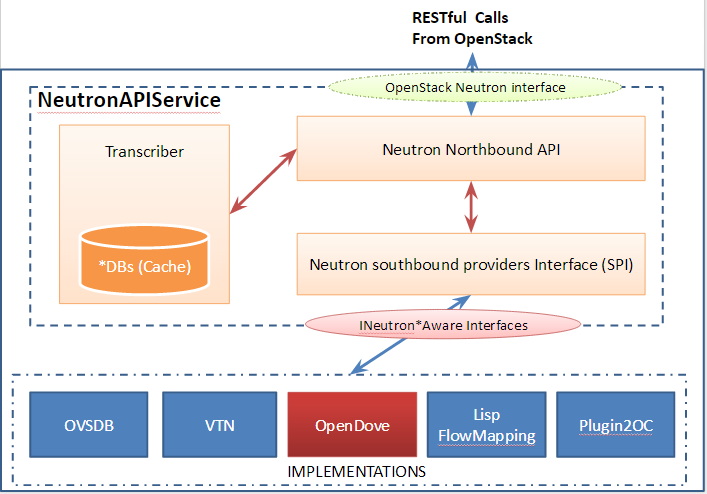 RESTful Calls
From OpenStack
OpenStack Neutron interface
NeutronAPIService
Transcriber
Neutron Northbound API
*DBs (Cache)
Neutron southbound providers Interface (SPI)
INeutron*Aware Interfaces
OVSDB
VTN
OpenDove
Lisp
FlowMapping
Plugin2OC
IMPLEMENTATIONS